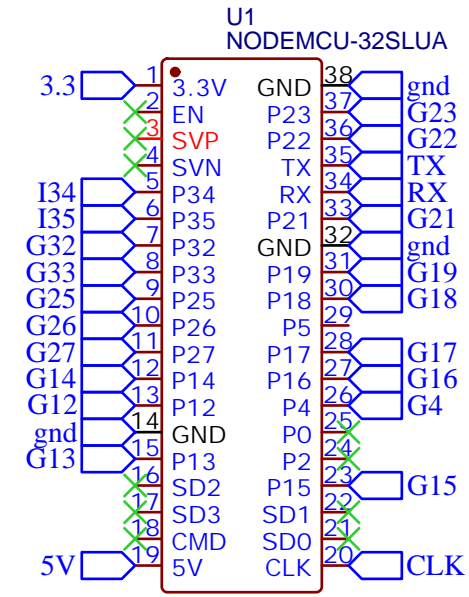 U1
NODEMCU-32SLUA
3.3 1 3.3V GND 38 gnd
2 EN P23 37 G23
3 SVP P22 36 G22
4 SVN TX 35 TX
I34 5 P34 RX 34 RX
I35 6 P35 P21 33 G21
G32 7 P32 GND 32 gnd
G33 8 P33 P19 31 G19
G25 9 P25 P18 30 G18
G26 10 P26 P5 29
G27 11 P27 P17 28 G17
G14 12 P14 P16 27 G16
G12 13 P12 P4 26 G4
gnd 14 GND P0 25
G13 15 P13 P2 24
16 SD2 P15 23 G15
17 SD3 SD1 22
18 CMD SD0 21
5V 19 5V CLK 20 CLK